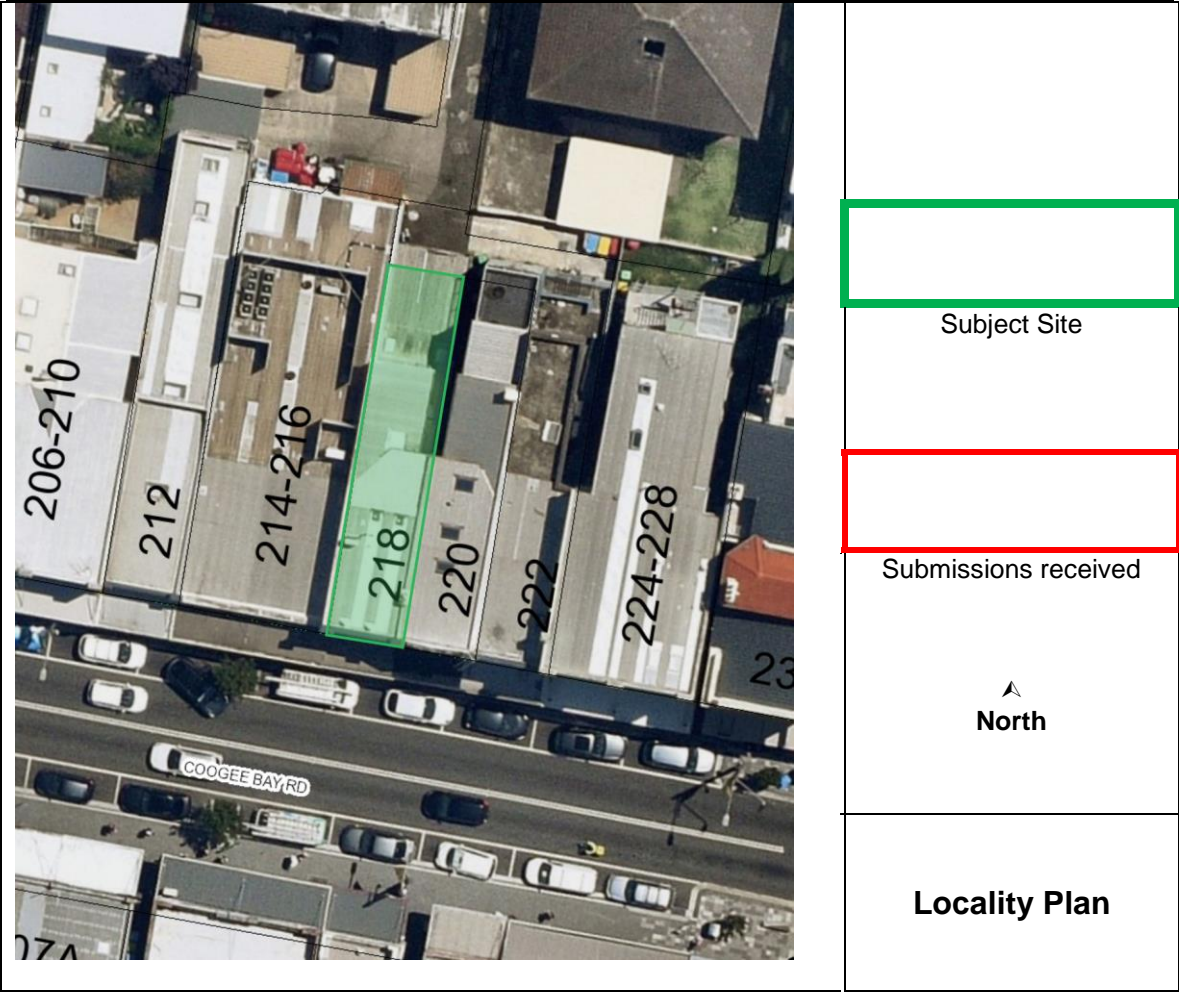 206-210
212
214-216
218
220
222
224-228
23
COOGEE BAY RD
07A
Subject Site
Submissions received
North
Locality Plan